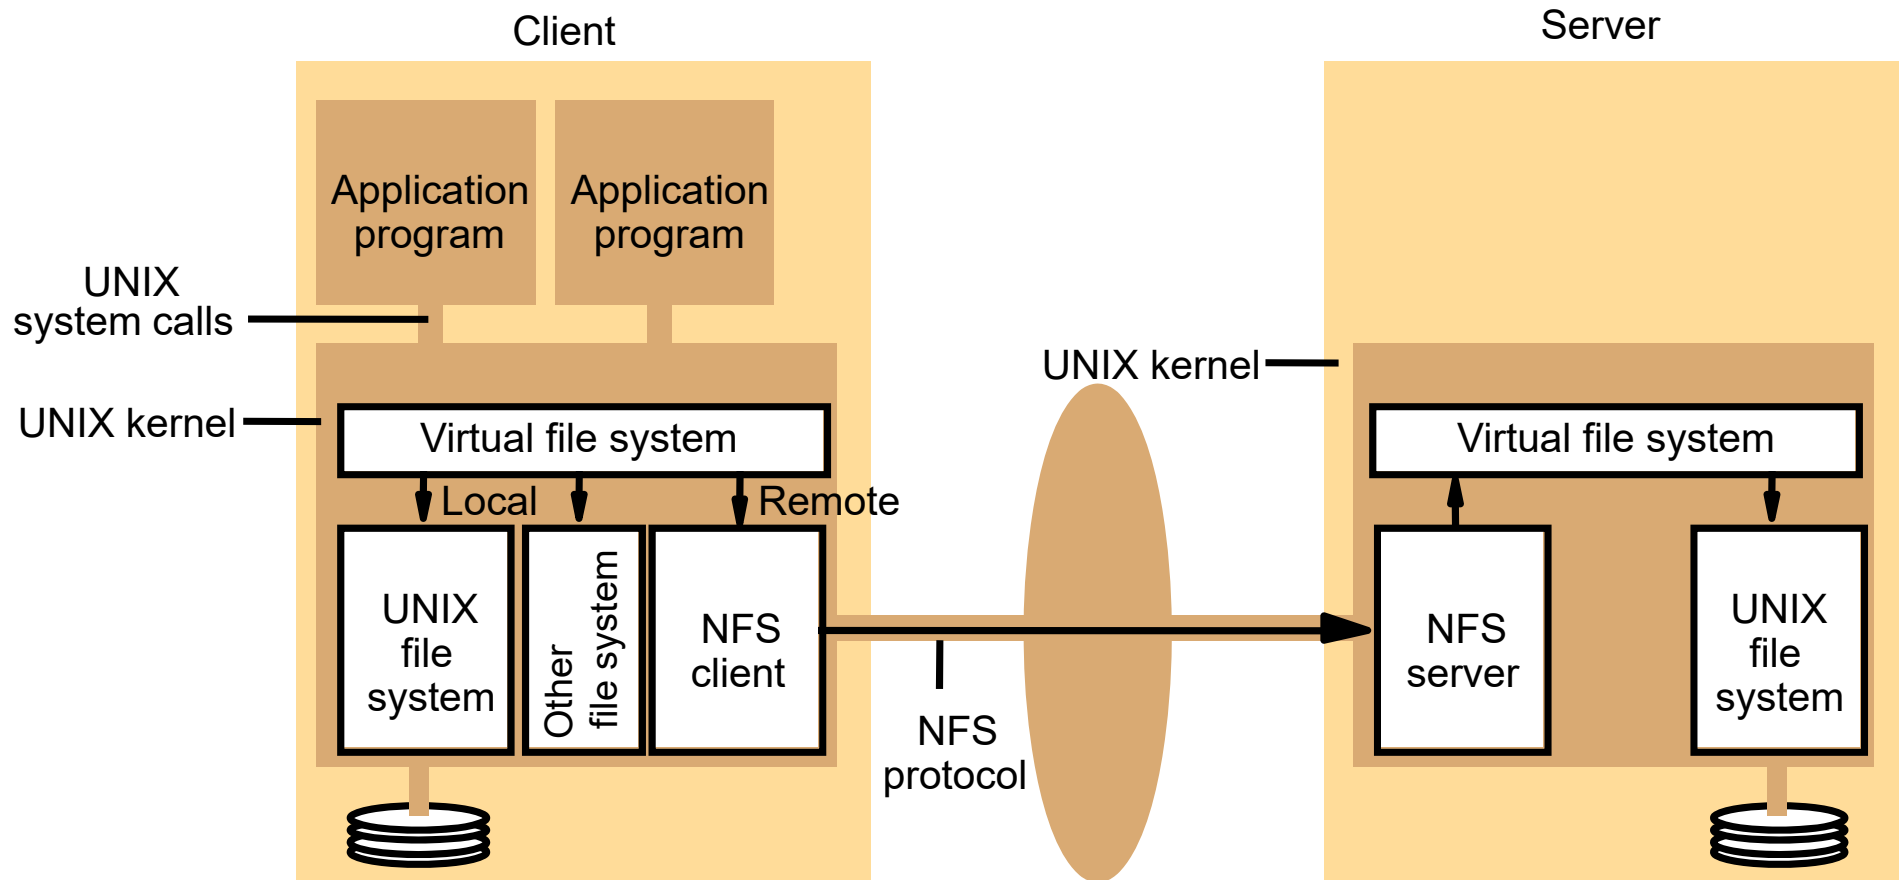 Client
Server
Application
program
Application
program
UNIX
system calls
UNIX kernel
UNIX kernel
Virtual file system
Virtual file system
Local
Remote
UNIX
file
system
Other
file system
NFS
client
NFS
server
UNIX
file
system
NFS
protocol